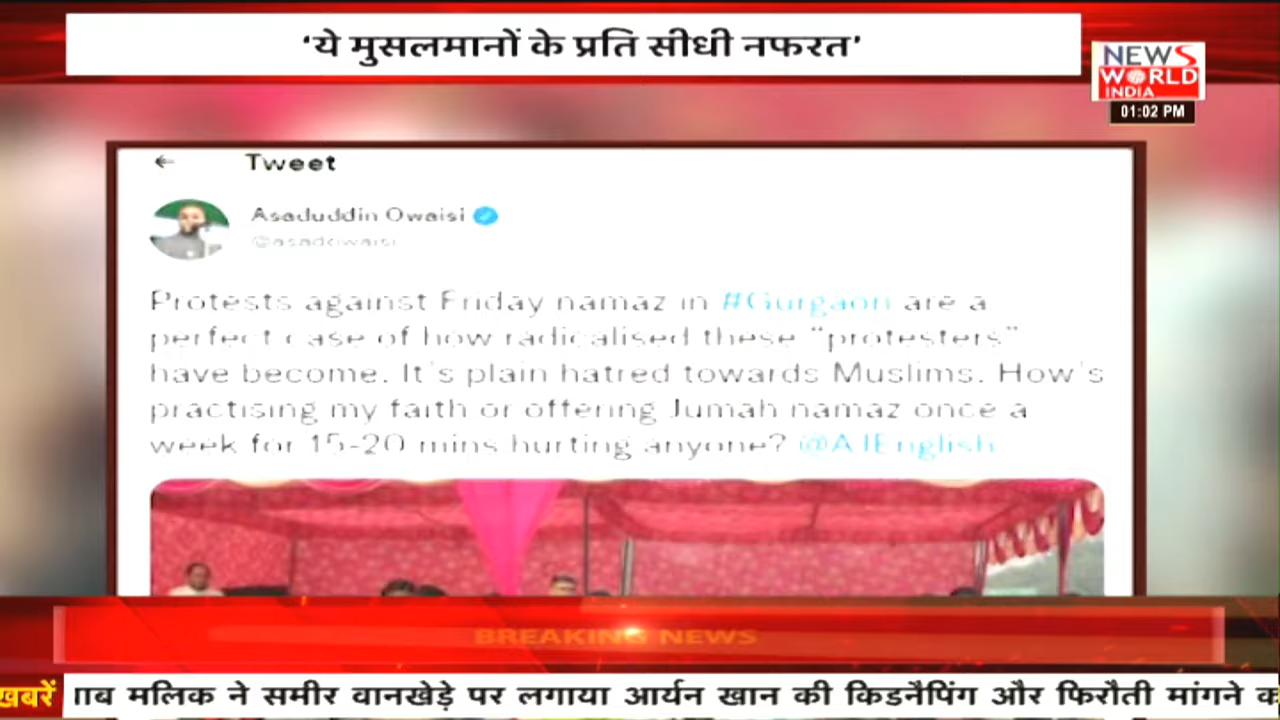 ‘ये मुसलमानों के प्रति सीधी नफरत’
NEWS
WORLD
INDIA
01:02 PM
Tweet
Asaduddin Owaisi
@asadowaisi
Protests against Friday namaz in #Gurgaon are a
perfect case of how radicalised these “protesters”
have become. It's plain hatred towards Muslims. How's
practising my faith or offering Jumah namaz once a
week for 15-20 mins hurting anyone? @AJEnglish
BREAKING NEWS
खबरें मलिक ने समीर वानखेड़े पर लगाया आर्यन खान की किडनैपिंग और फिरौती मांगने